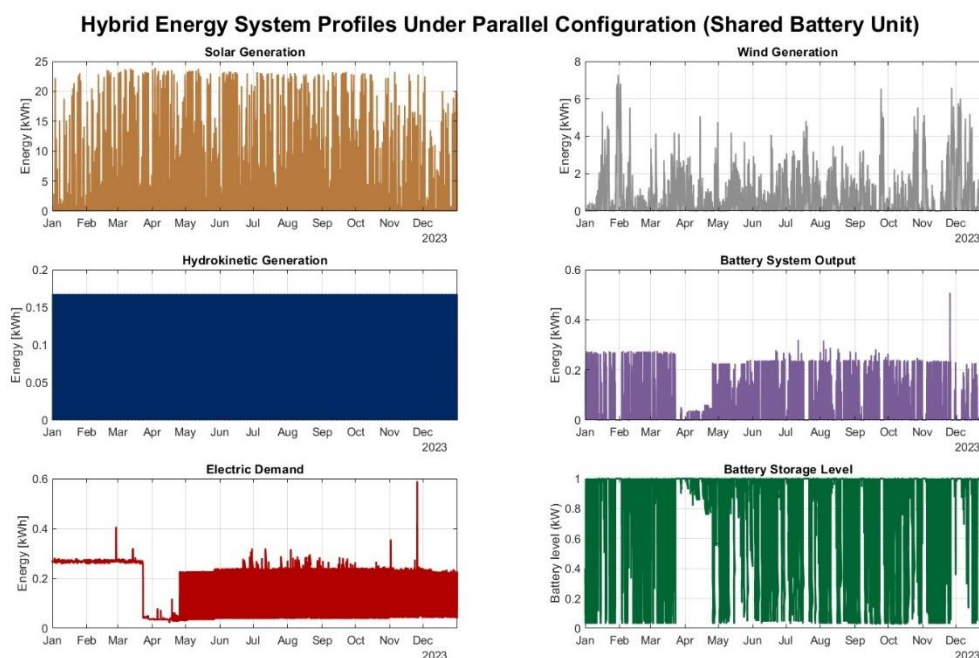 Hybrid Energy System Profiles Under Parallel Configuration (Shared Battery Unit)
Solar Generation
Energy [kWh]
25
20
15
10
5
0
Jan Feb Mar Apr May Jun Jul Aug Sep Oct Nov Dec
2023
Wind Generation
Energy [kWh]
8
6
4
2
0
Jan Feb Mar Apr May Jun Jul Aug Sep Oct Nov Dec
2023
Hydrokinetic Generation
Energy [kWh]
0.2
0.15
0.1
0.05
0
Jan Feb Mar Apr May Jun Jul Aug Sep Oct Nov Dec
2023
Battery System Output
Energy [kWh]
0.6
0.4
0.2
0
Jan Feb Mar Apr May Jun Jul Aug Sep Oct Nov Dec
2023
Electric Demand
Energy [kWh]
0.6
0.4
0.2
0
Jan Feb Mar Apr May Jun Jul Aug Sep Oct Nov Dec
2023
Battery Storage Level
Battery level (kW)
1
0.8
0.6
0.4
0.2
0
Jan Feb Mar Apr May Jun Jul Aug Sep Oct Nov Dec
2023